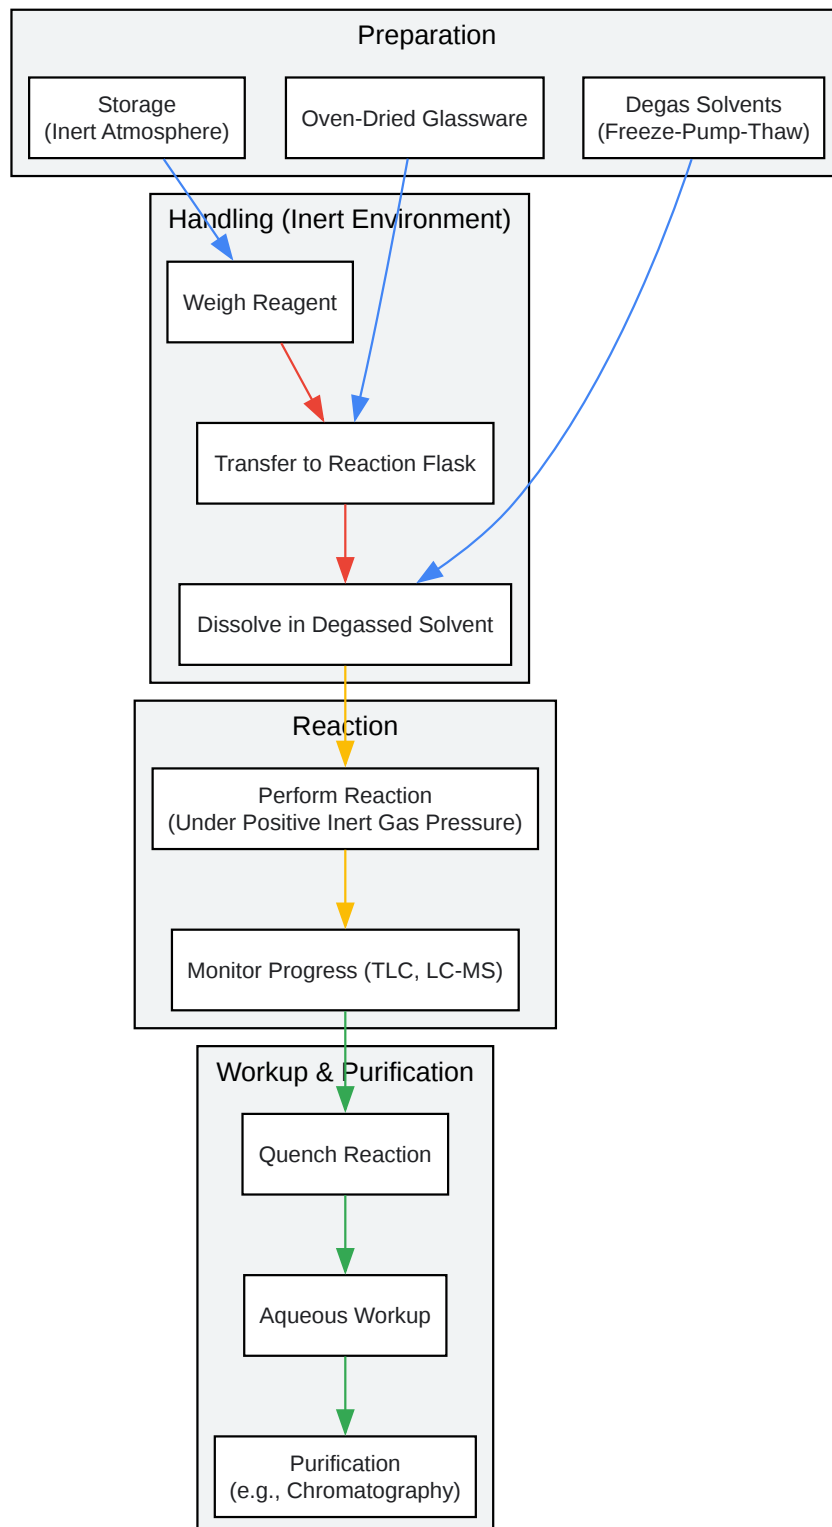 Preparation
Storage
(Inert Atmosphere)
Oven-Dried Glassware
Degas Solvents
(Freeze-Pump-Thaw)
Handling (Inert Environment)
Weigh Reagent
Transfer to Reaction Flask
Dissolve in Degassed Solvent
Reaction
Perform Reaction
(Under Positive Inert Gas Pressure)
Monitor Progress (TLC, LC-MS)
Workup & Purification
Quench Reaction
Aqueous Workup
Purification
(e.g., Chromatography)